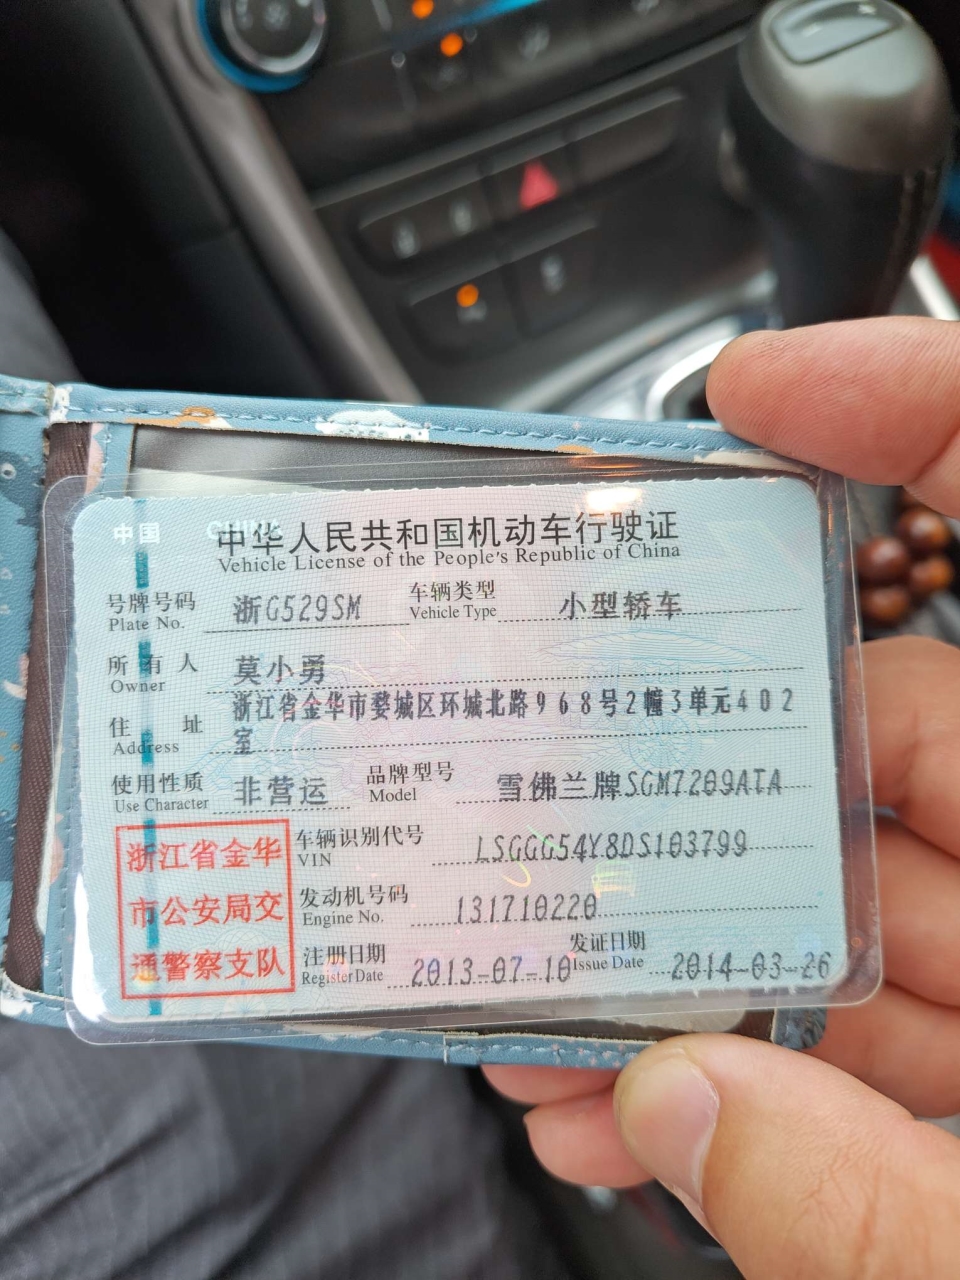 中国 CHINA
中华人民共和国机动车行驶证
Vehicle License of the People's Republic of China
号牌号码 浙G529SM 车辆类型 小型轿车
Plate No. Vehicle Type
所有人 莫小勇
Owner
住址 浙江省金华市婺城区环城北路968号2幢3单元402
Address 室
使用性质 非营运 品牌型号 雪佛兰牌SGM7209ATA
Use Character Model
浙江省金华
市公安局交
通警察支队
车辆识别代号 LSGGG54Y8DS103799
VIN
发动机号码 131710220
Engine No.
注册日期 2013-07-10 发证日期 2014-03-26
Register Date Issue Date